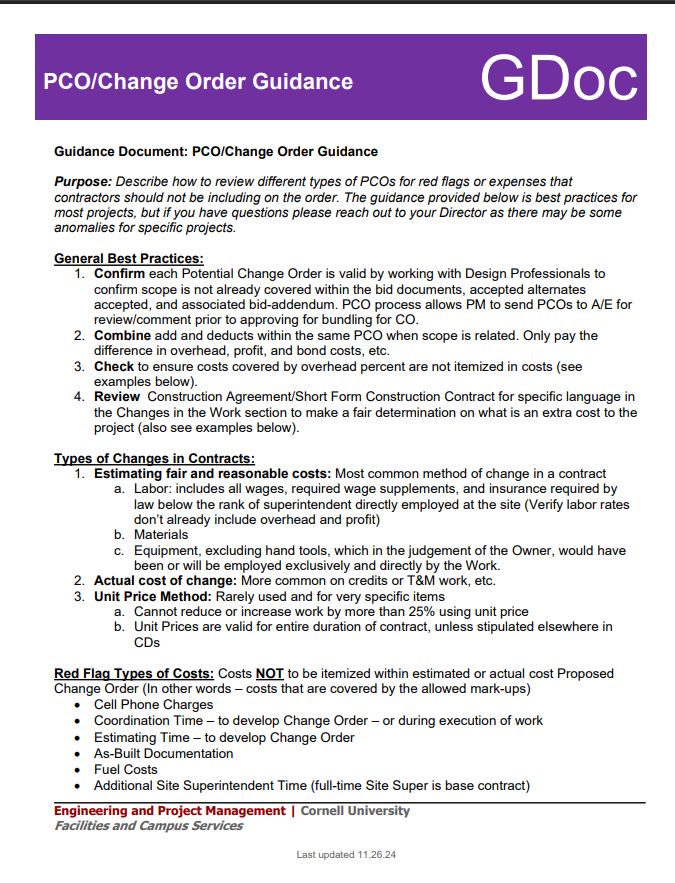 PCO/Change Order Guidance
GDoc
Guidance Document: PCO/Change Order Guidance
Purpose: Describe how to review different types of PCOs for red flags or expenses that
contractors should not be including on the order. The guidance provided below is best practices for
most projects, but if you have questions please reach out to your Director as there may be some
anomalies for specific projects.
General Best Practices:
1. Confirm each Potential Change Order is valid by working with Design Professionals to
confirm scope is not already covered within the bid documents, accepted alternates
accepted, and associated bid-addendum. PCO process allows PM to send PCOs to A/E for
review/comment prior to approving for bundling for CO.
2. Combine add and deducts within the same PCO when scope is related. Only pay the
difference in overhead, profit, and bond costs, etc.
3. Check to ensure costs covered by overhead percent are not itemized in costs (see
examples below).
4. Review Construction Agreement/Short Form Construction Contract for specific language in
the Changes in the Work section to make a fair determination on what is an extra cost to the
project (also see examples below).
Types of Changes in Contracts:
1. Estimating fair and reasonable costs: Most common method of change in a contract
a. Labor: includes all wages, required wage supplements, and insurance required by
law below the rank of superintendent directly employed at the site (Verify labor rates
don't already include overhead and profit)
b. Materials
c. Equipment, excluding hand tools, which in the judgement of the Owner, would have
been or will be employed exclusively and directly by the Work.
2. Actual cost of change: More common on credits or T&M work, etc.
3. Unit Price Method: Rarely used and for very specific items
a. Cannot reduce or increase work by more than 25% using unit price
b. Unit Prices are valid for entire duration of contract, unless stipulated elsewhere in
CDs
Red Flag Types of Costs: Costs NOT to be itemized within estimated or actual cost Proposed
Change Order (In other words – costs that are covered by the allowed mark-ups)
• Cell Phone Charges
• Coordination Time – to develop Change Order – or during execution of work
• Estimating Time – to develop Change Order
• As-Built Documentation
• Fuel Costs
• Additional Site Superintendent Time (full-time Site Super is base contract)
Engineering and Project Management | Cornell University
Facilities and Campus Services
Last updated 11.26.24